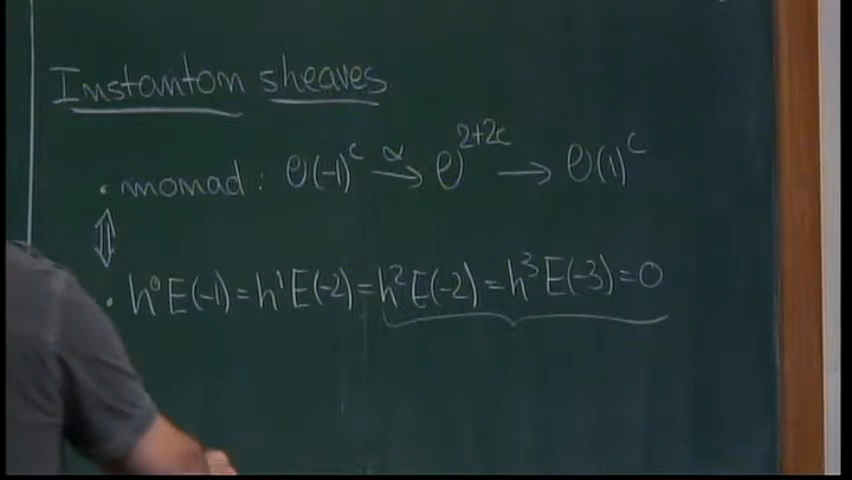 Instanton sheaves
• monad: O(-1)^c →^α O^{2+2c} → O(1)^c
⇕
• h⁰E(-1) = h¹E(-2) = h²E(-2) = h³E(-3) = 0